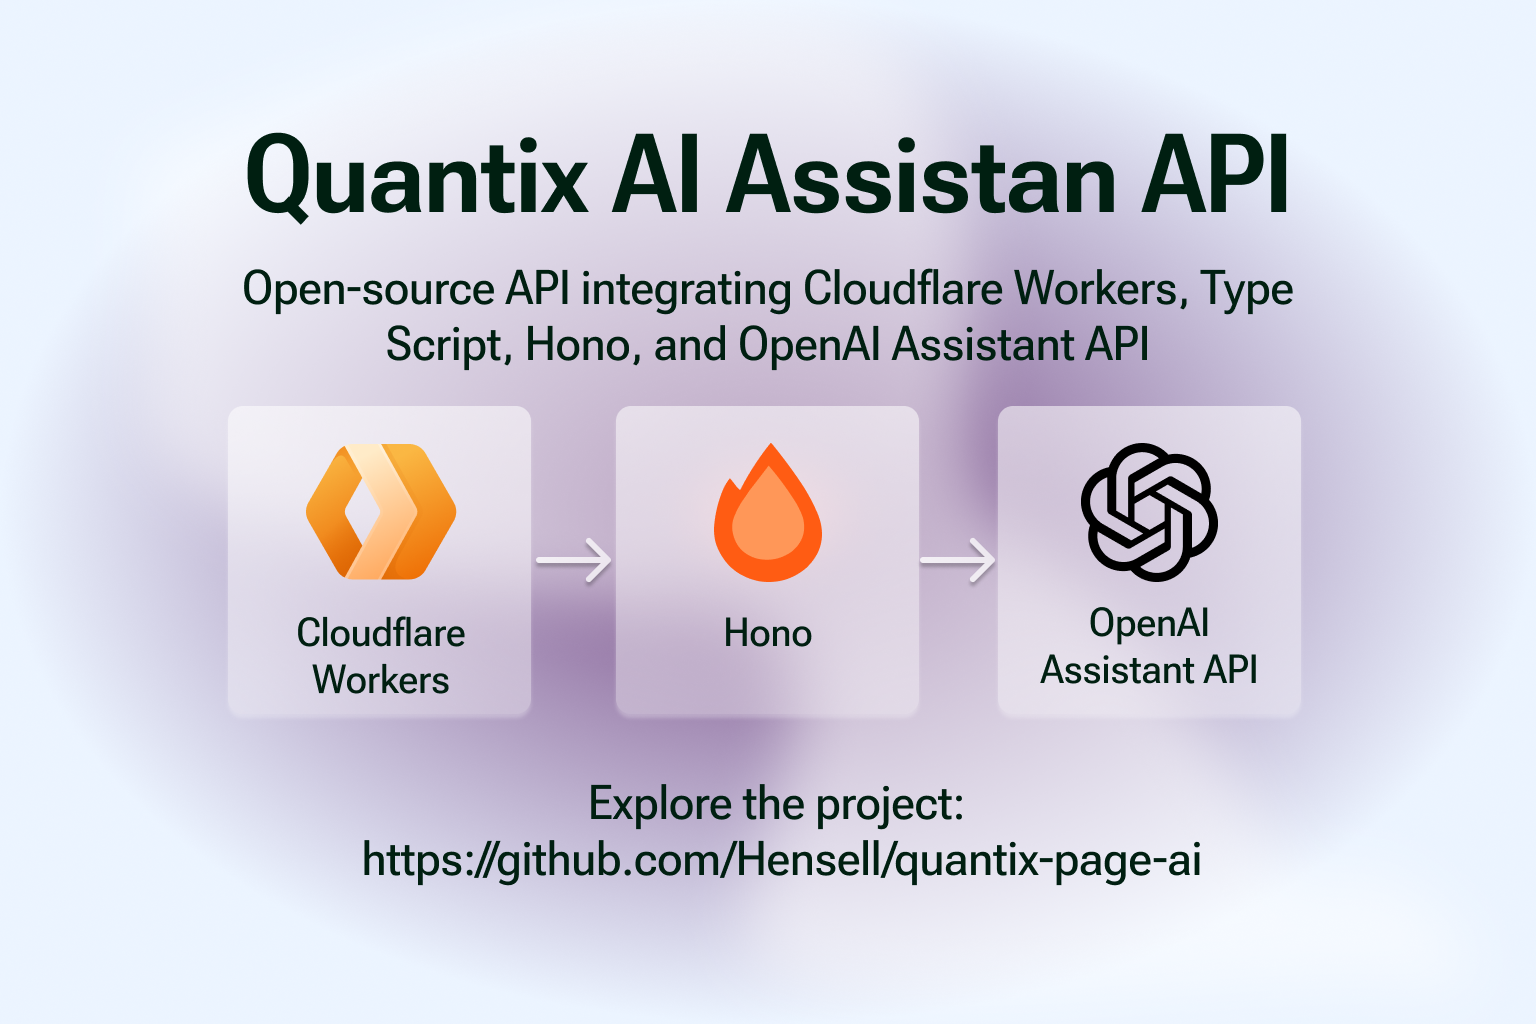 Quantix AI Assistan API
Open-source API integrating Cloudflare Workers, Type
Script, Hono, and OpenAI Assistant API
Cloudflare
Workers
Hono
OpenAI
Assistant API
Explore the project:
https://github.com/Hensell/quantix-page-ai